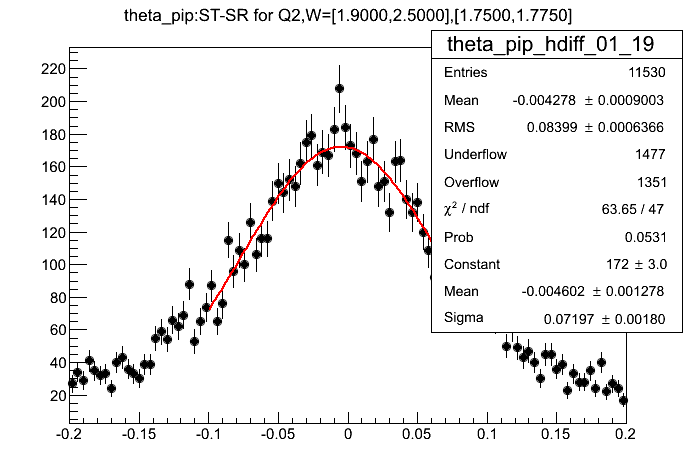 theta_pip:ST-SR for Q2,W=[1.9000,2.5000],[1.7500,1.7750]
theta_pip_hdiff_01_19
Entries 11530
Mean -0.004278 ± 0.0009003
RMS 0.08399 ± 0.0006366
Underflow 1477
Overflow 1351
χ² / ndf 63.65 / 47
Prob 0.0531
Constant 172 ± 3.0
Mean -0.004602 ± 0.001278
Sigma 0.07197 ± 0.00180
220
200
180
160
140
120
100
80
60
40
20
-0.2 -0.15 -0.1 -0.05 0 0.05 0.1 0.15 0.2